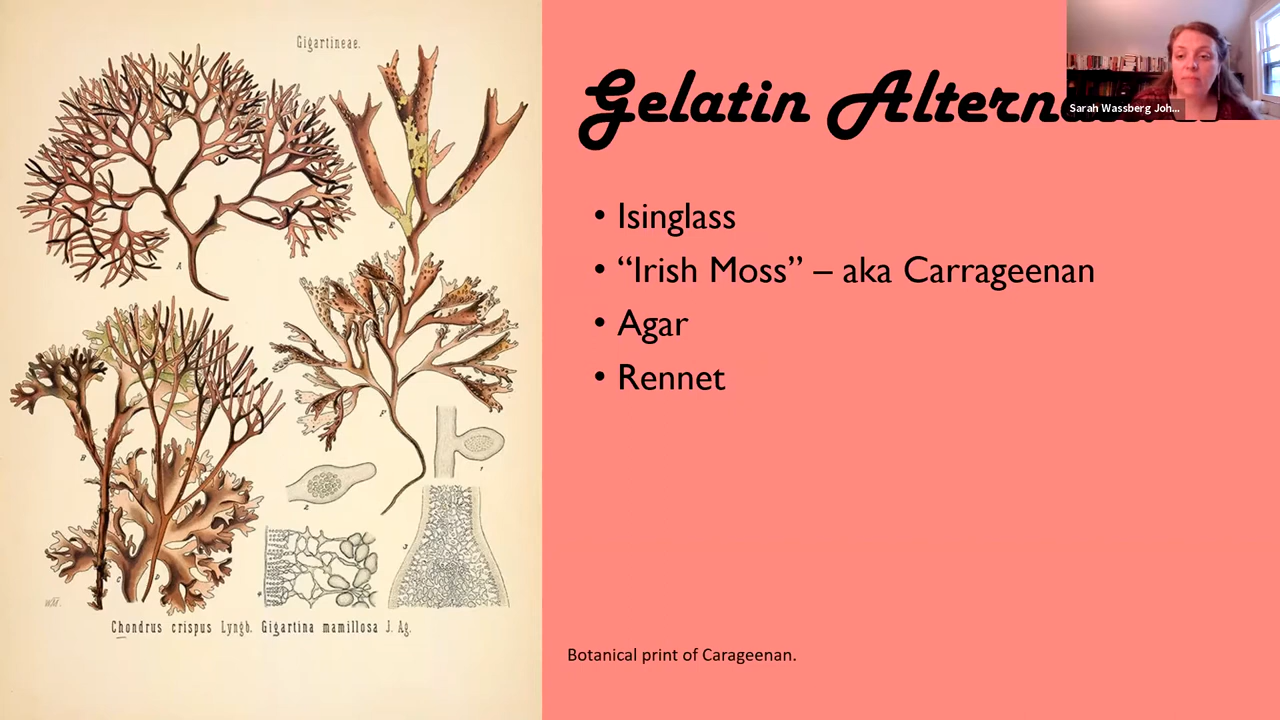 Gigartineae.
Gelatin
Sarah Wassberg Joh...
• Isinglass
• “Irish Moss” – aka Carrageenan
• Agar
• Rennet
Chondrus crispus Lyngb. Gigartina mamillosa J. Ag.
Botanical print of Carageenan.